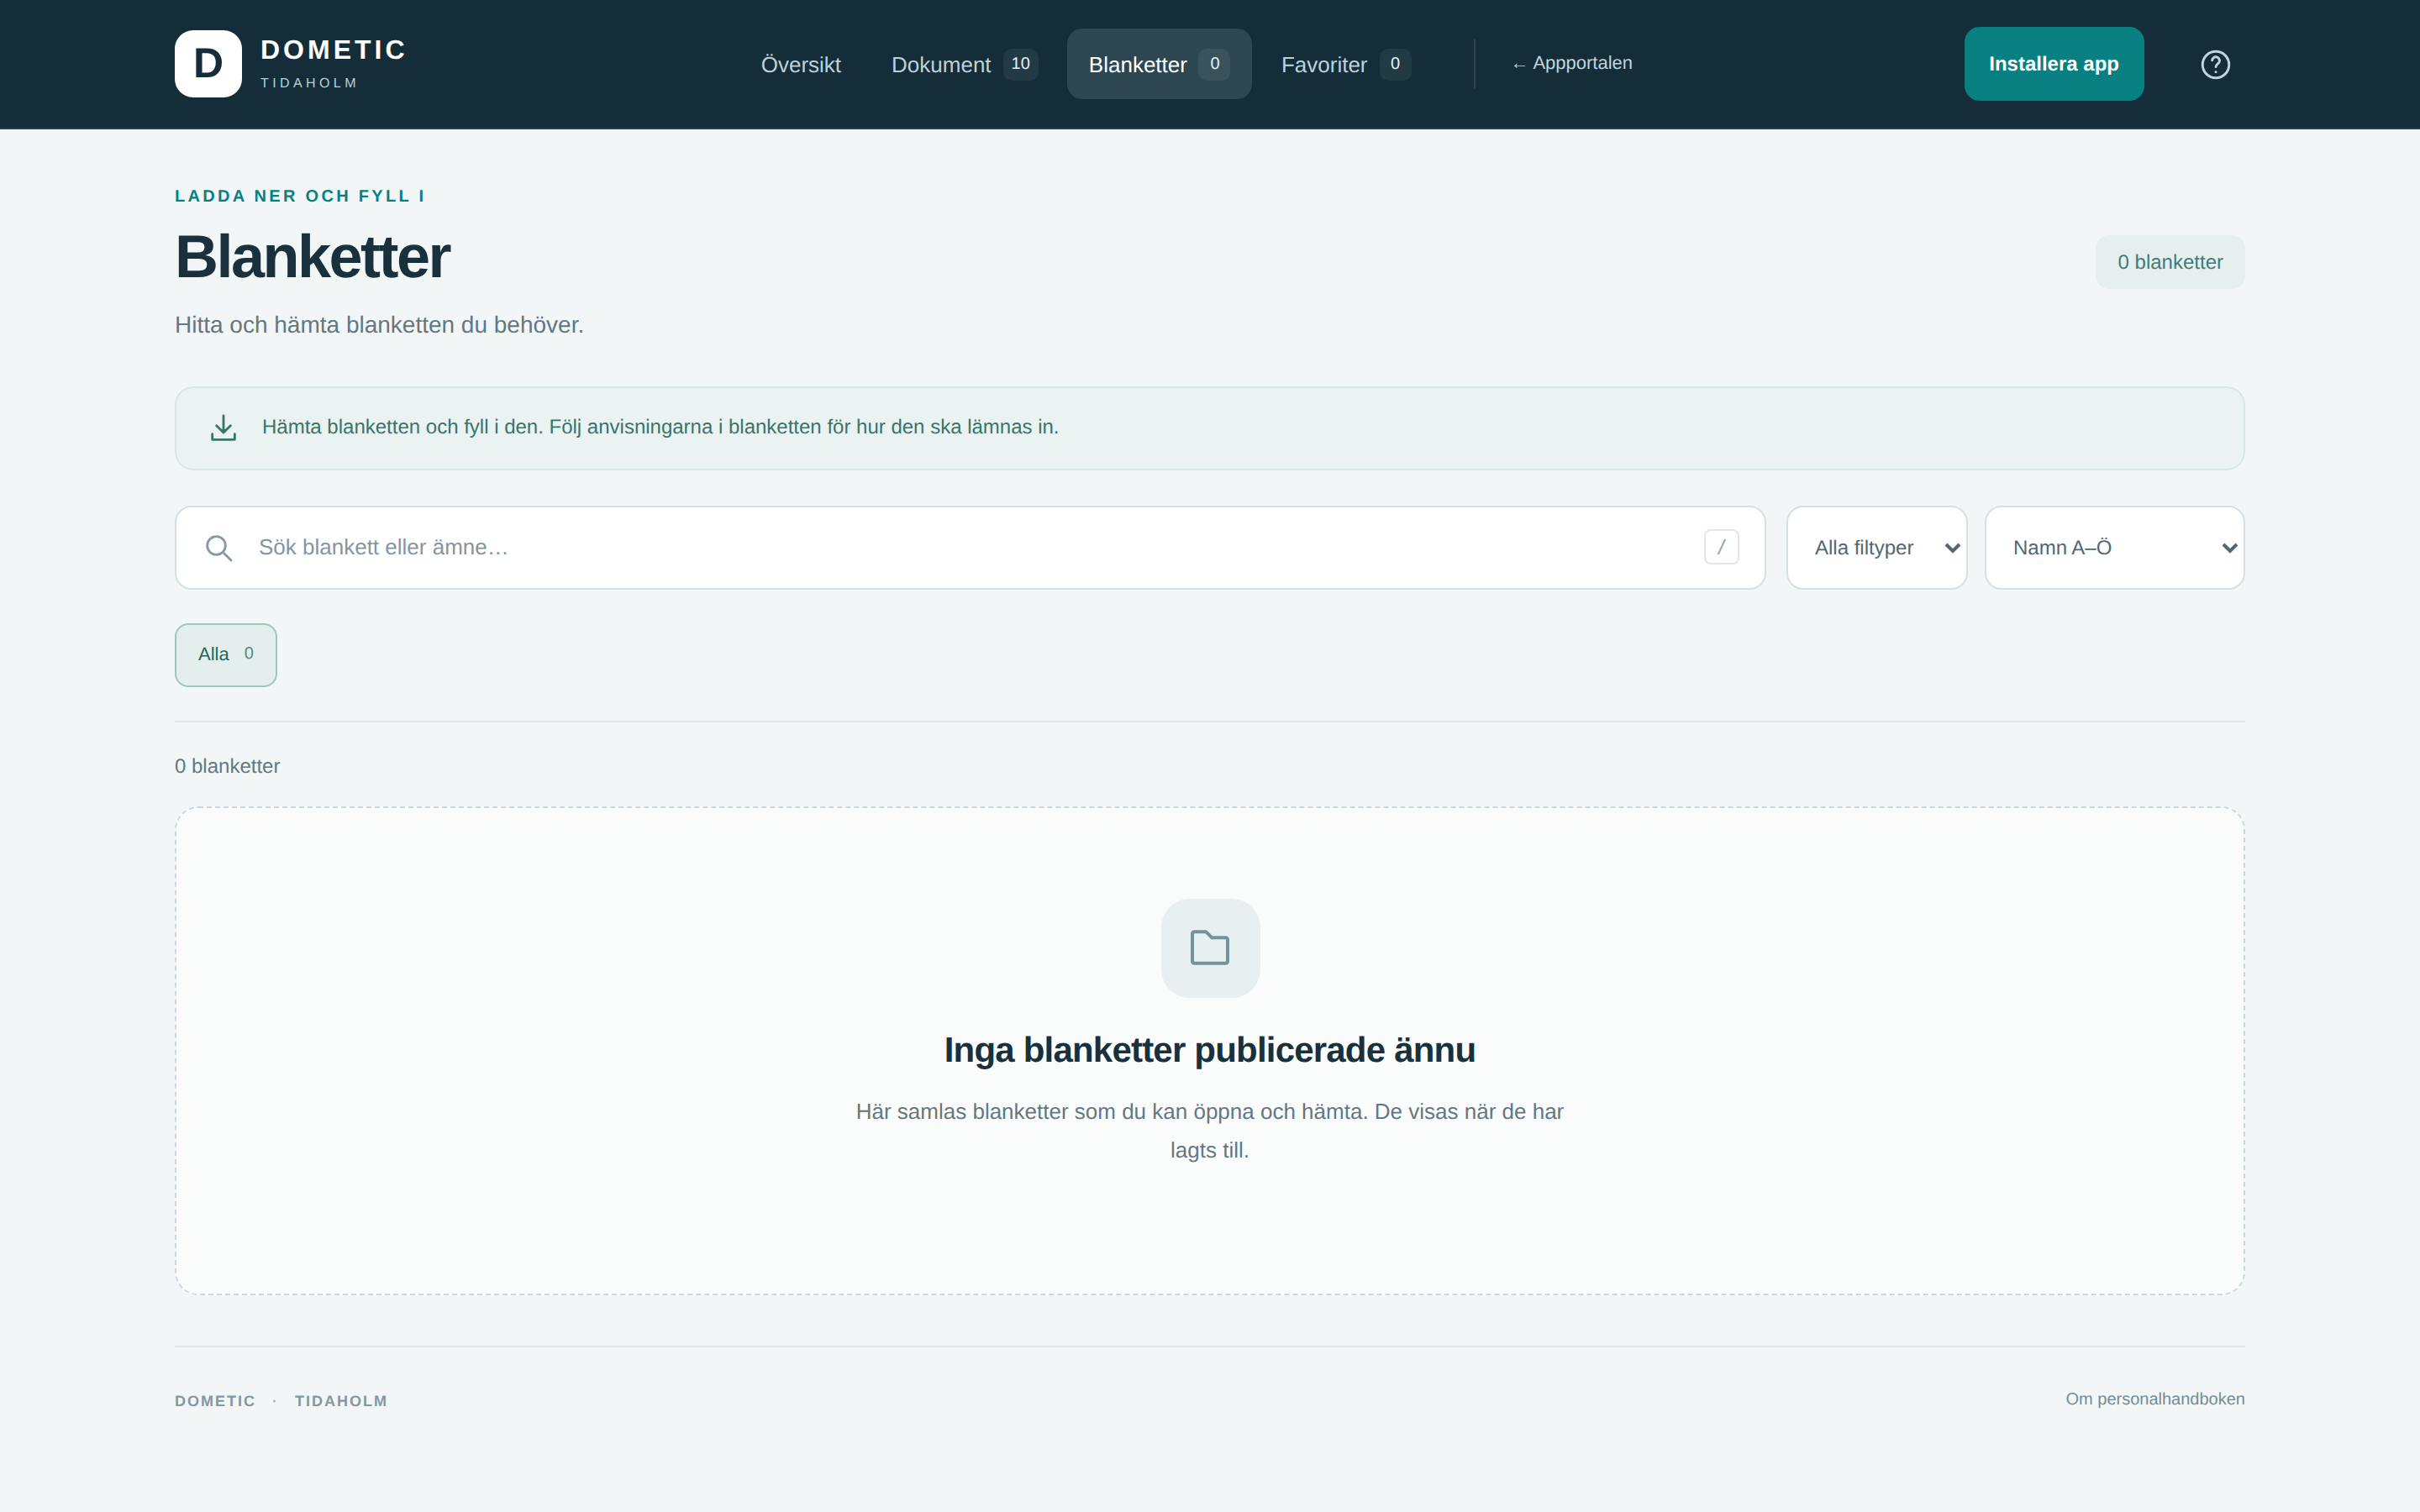 D
DOMETIC
TIDAHOLM
Översikt
Dokument 10
Blanketter 0
Favoriter 0
← Apportalen
Installera app
?
LADDA NER OCH FYLL I
Blanketter
0 blanketter
Hitta och hämta blanketten du behöver.
Hämta blanketten och fyll i den. Följ anvisningarna i blanketten för hur den ska lämnas in.
Sök blankett eller ämne…
/
Alla filtyper
Namn A–Ö
Alla 0
0 blanketter
Inga blanketter publicerade ännu
Här samlas blanketter som du kan öppna och hämta. De visas när de har
lagts till.
DOMETIC · TIDAHOLM
Om personalhandboken